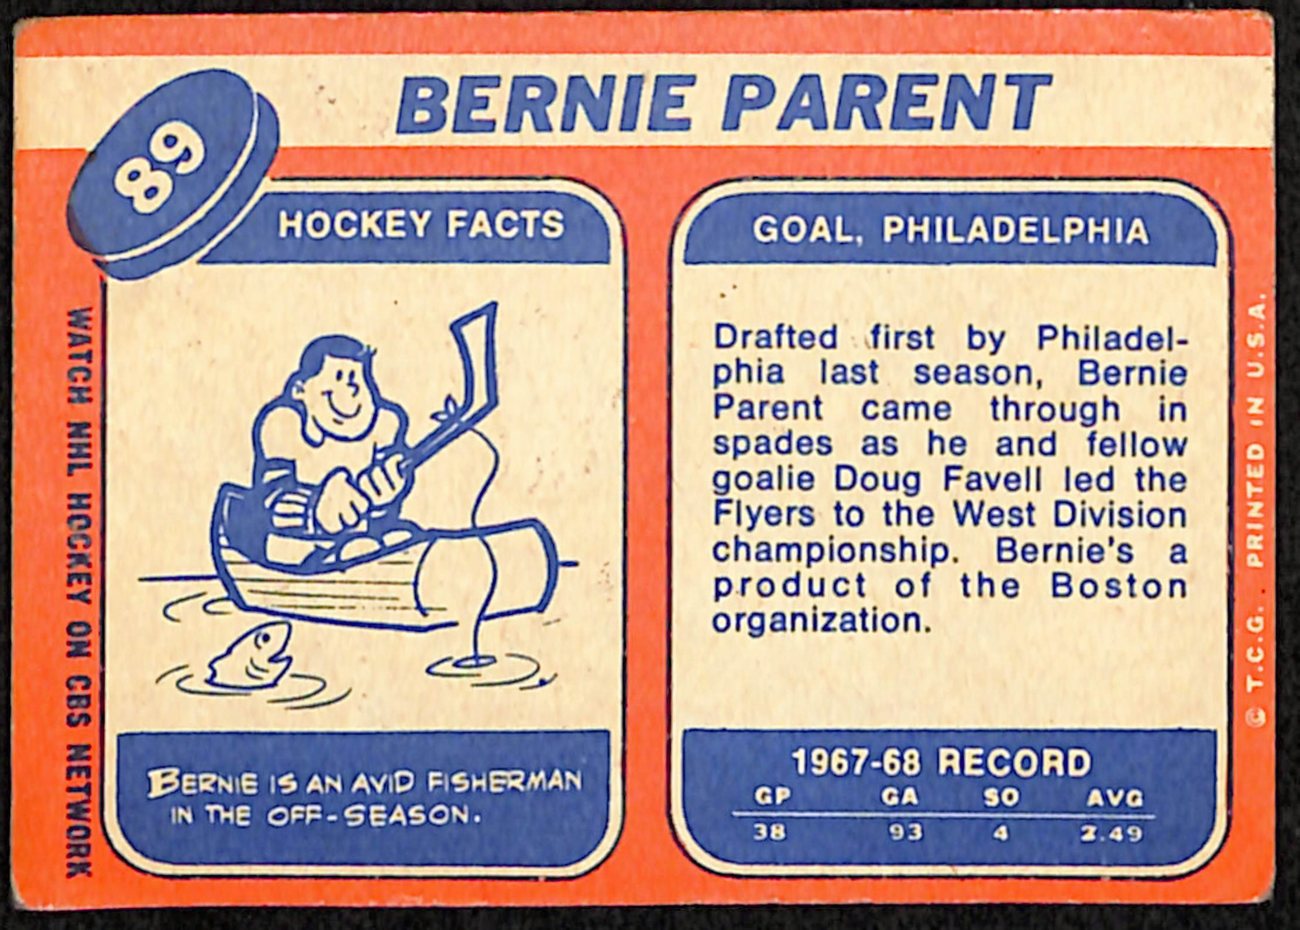 BERNIE PARENT
89
HOCKEY FACTS
BERNIE IS AN AVID FISHERMAN
IN THE OFF-SEASON.
GOAL, PHILADELPHIA
Drafted first by Philadel-
phia last season, Bernie
Parent came through in
spades as he and fellow
goalie Doug Favell led the
Flyers to the West Division
championship. Bernie's a
product of the Boston
organization.
1967-68 RECORD
GP GA SO AVG
38 93 4 2.49
WATCH NHL HOCKEY ON CBS NETWORK
© T.C.G. PRINTED IN U.S.A.